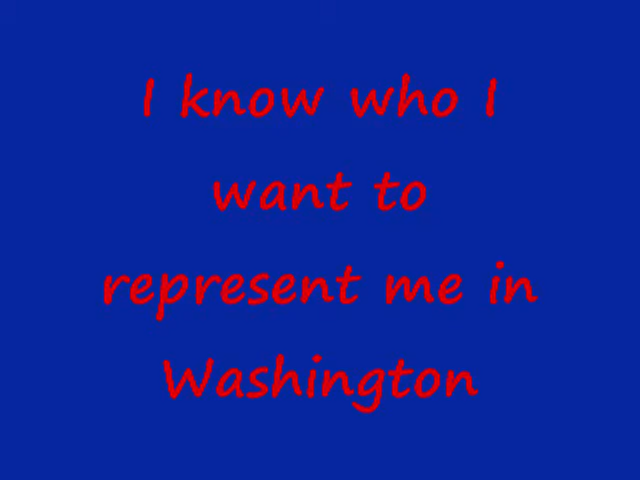 I know who I
want to
represent me in
Washington